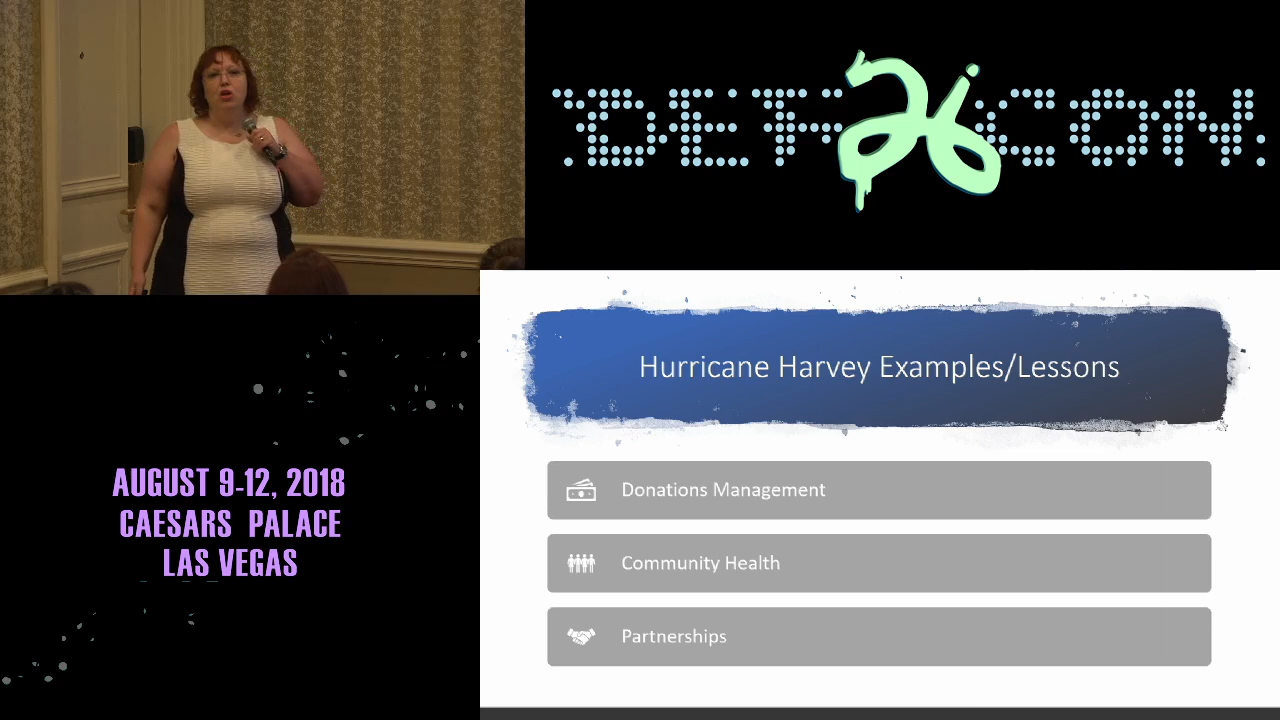 DEF 26 CON
Hurricane Harvey Examples/Lessons
Donations Management
Community Health
Partnerships
AUGUST 9-12, 2018
CAESARS PALACE
LAS VEGAS